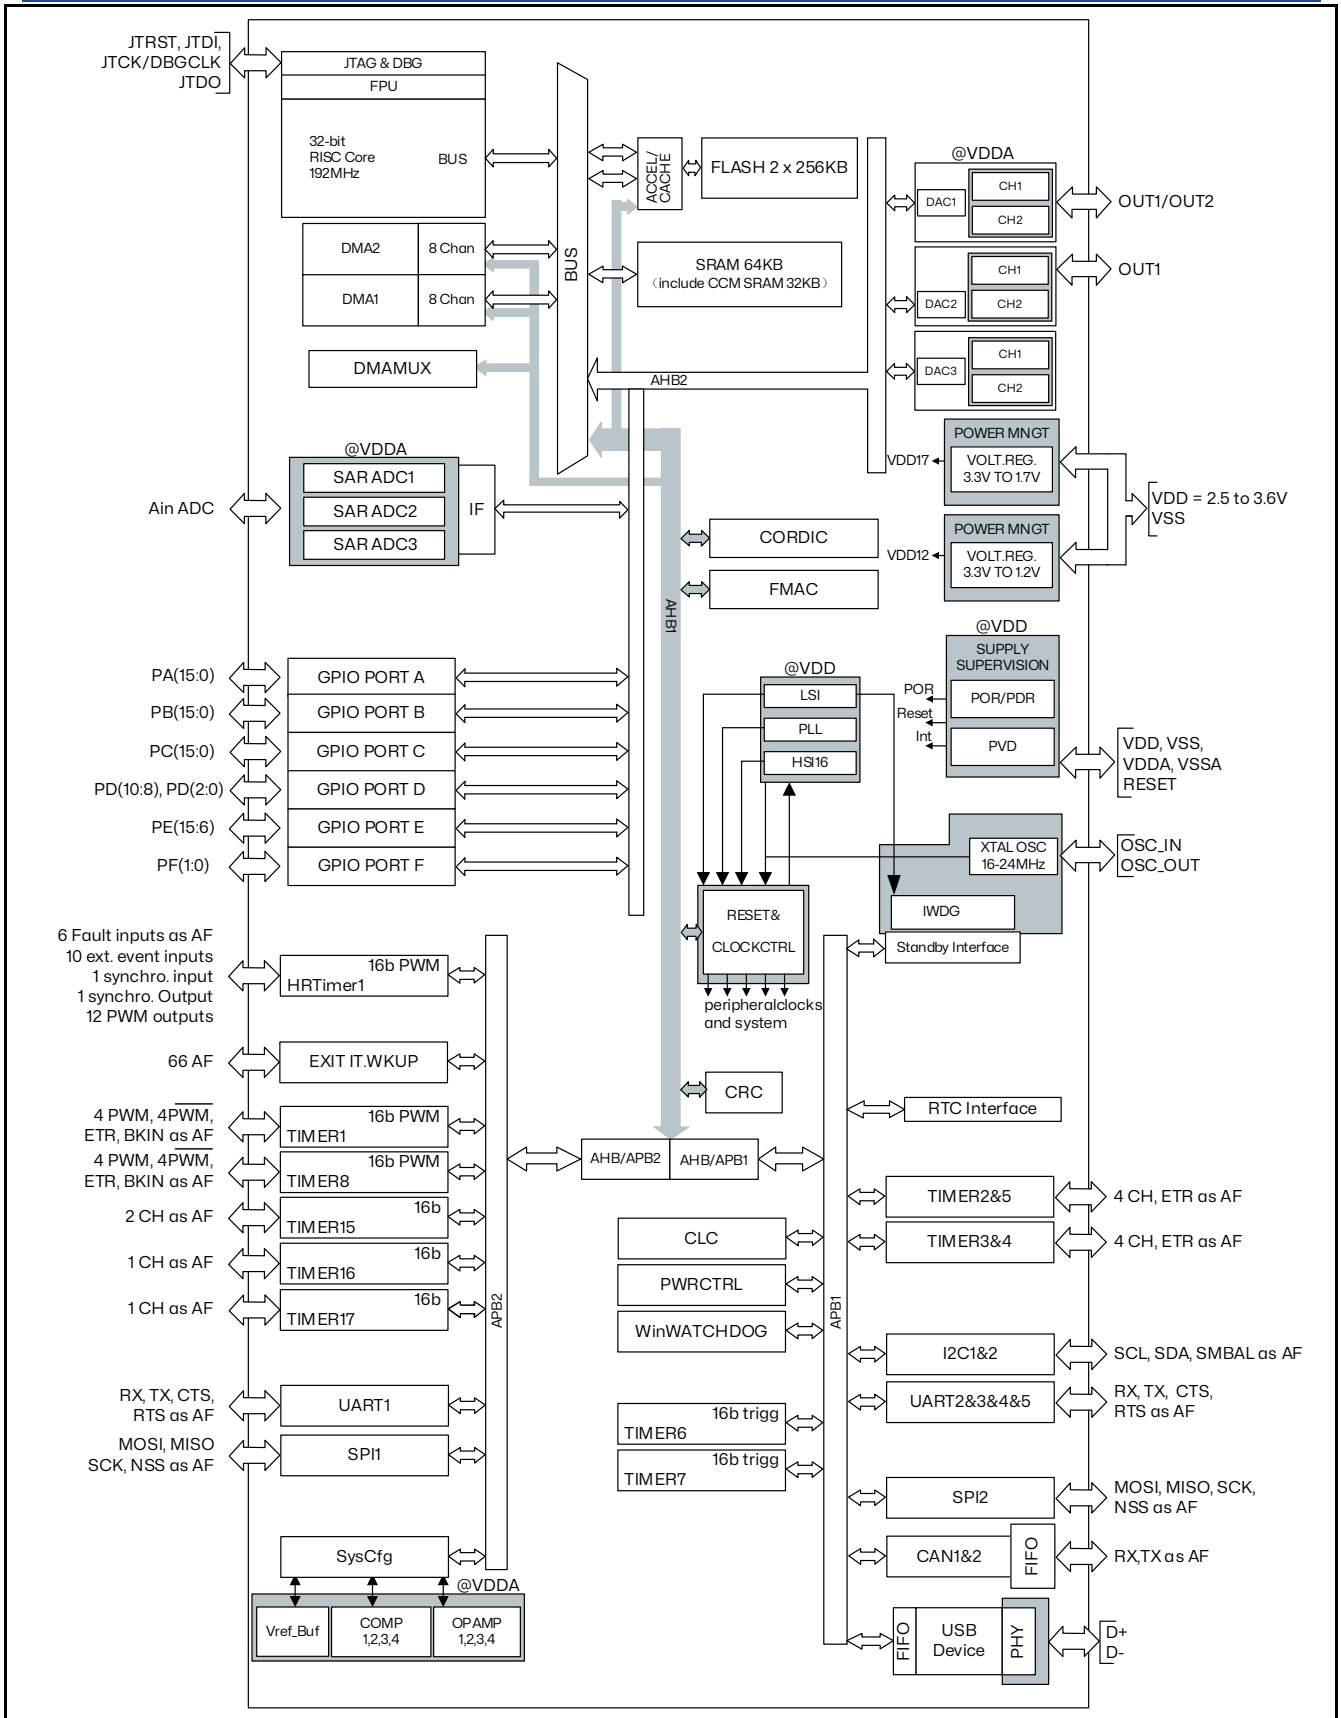 JTRST, JTDI,
JTCK/DBGCLK
JTDO
JTAG & DBG
FPU
32-bit
RISC Core
192MHz
BUS
DMA2
8 Chan
DMA1
8 Chan
DMAMUX
BUS
ACCEL/
CACHE
FLASH 2 x 256KB
SRAM 64KB
(include CCM SRAM 32KB)
AHB2
@VDDA
DAC1
CH1
CH2
OUT1/OUT2
DAC2
CH1
CH2
OUT1
DAC3
CH1
CH2
POWER MNGT
VOLT.REG.
3.3V TO 1.7V
VDD17
VDD = 2.5 to 3.6V
VSS
POWER MNGT
VOLT.REG.
3.3V TO 1.2V
VDD12
@VDDA
SAR ADC1
SAR ADC2
SAR ADC3
IF
Ain ADC
CORDIC
FMAC
AHB1
@VDD
SUPPLY
SUPERVISION
POR/PDR
PVD
POR
Reset
Int
VDD, VSS,
VDDA, VSSA
RESET
@VDD
LSI
PLL
HSI16
PA(15:0)
GPIO PORT A
PB(15:0)
GPIO PORT B
PC(15:0)
GPIO PORT C
PD(10:8), PD(2:0)
GPIO PORT D
PE(15:6)
GPIO PORT E
PF(1:0)
GPIO PORT F
XTAL OSC
16-24MHz
OSC_IN
OSC_OUT
IWDG
Standby Interface
RESET&
CLOCKCTRL
peripheralclocks
and system
6 Fault inputs as AF
10 ext. event inputs
1 synchro. input
1 synchro. Output
12 PWM outputs
16b PWM
HRTimer1
66 AF
EXIT IT.WKUP
4 PWM, 4PWM,
ETR, BKIN as AF
16b PWM
TIMER1
4 PWM, 4PWM,
ETR, BKIN as AF
16b PWM
TIMER8
2 CH as AF
16b
TIMER15
1 CH as AF
16b
TIMER16
1 CH as AF
16b
TIMER17
APB2
RX, TX, CTS,
RTS as AF
UART1
MOSI, MISO
SCK, NSS as AF
SPI1
SysCfg
@VDDA
Vref_Buf
COMP
1,2,3,4
OPAMP
1,2,3,4
CRC
AHB/APB2
AHB/APB1
CLC
PWRCTRL
WinWATCHDOG
16b trigg
TIMER6
16b trigg
TIMER7
APB1
RTC Interface
TIMER2&5
4 CH, ETR as AF
TIMER3&4
4 CH, ETR as AF
I2C1&2
SCL, SDA, SMBAL as AF
UART2&3&4&5
RX, TX, CTS,
RTS as AF
SPI2
MOSI, MISO, SCK,
NSS as AF
CAN1&2
FIFO
RX,TX as AF
FIFO
USB
Device
PHY
D+
D-